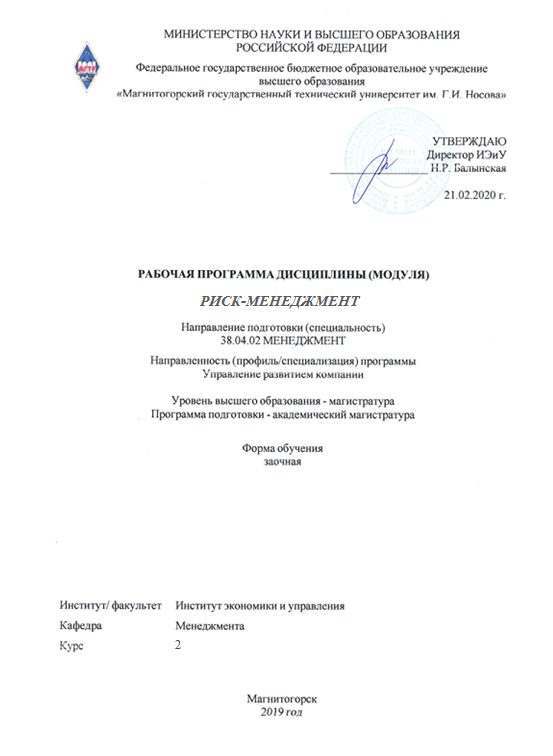 МИНИСТЕРСТВО НАУКИ И ВЫСШЕГО ОБРАЗОВАНИЯ
РОССИЙСКОЙ ФЕДЕРАЦИИ
Федеральное государственное бюджетное образовательное учреждение
высшего образования
«Магнитогорский государственный технический университет им. Г.И. Носова»
УТВЕРЖДАЮ
Директор ИЭиУ
Н.Р. Балынская
21.02.2020 г.
РАБОЧАЯ ПРОГРАММА ДИСЦИПЛИНЫ (МОДУЛЯ)
РИСК-МЕНЕДЖМЕНТ
Направление подготовки (специальность)
38.04.02 МЕНЕДЖМЕНТ
Направленность (профиль/специализация) программы
Управление развитием компании
Уровень высшего образования - магистратура
Программа подготовки - академический магистратура
Форма обучения
заочная
Институт/ факультет Институт экономики и управления
Кафедра Менеджмента
Курс 2
Магнитогорск
2019 год